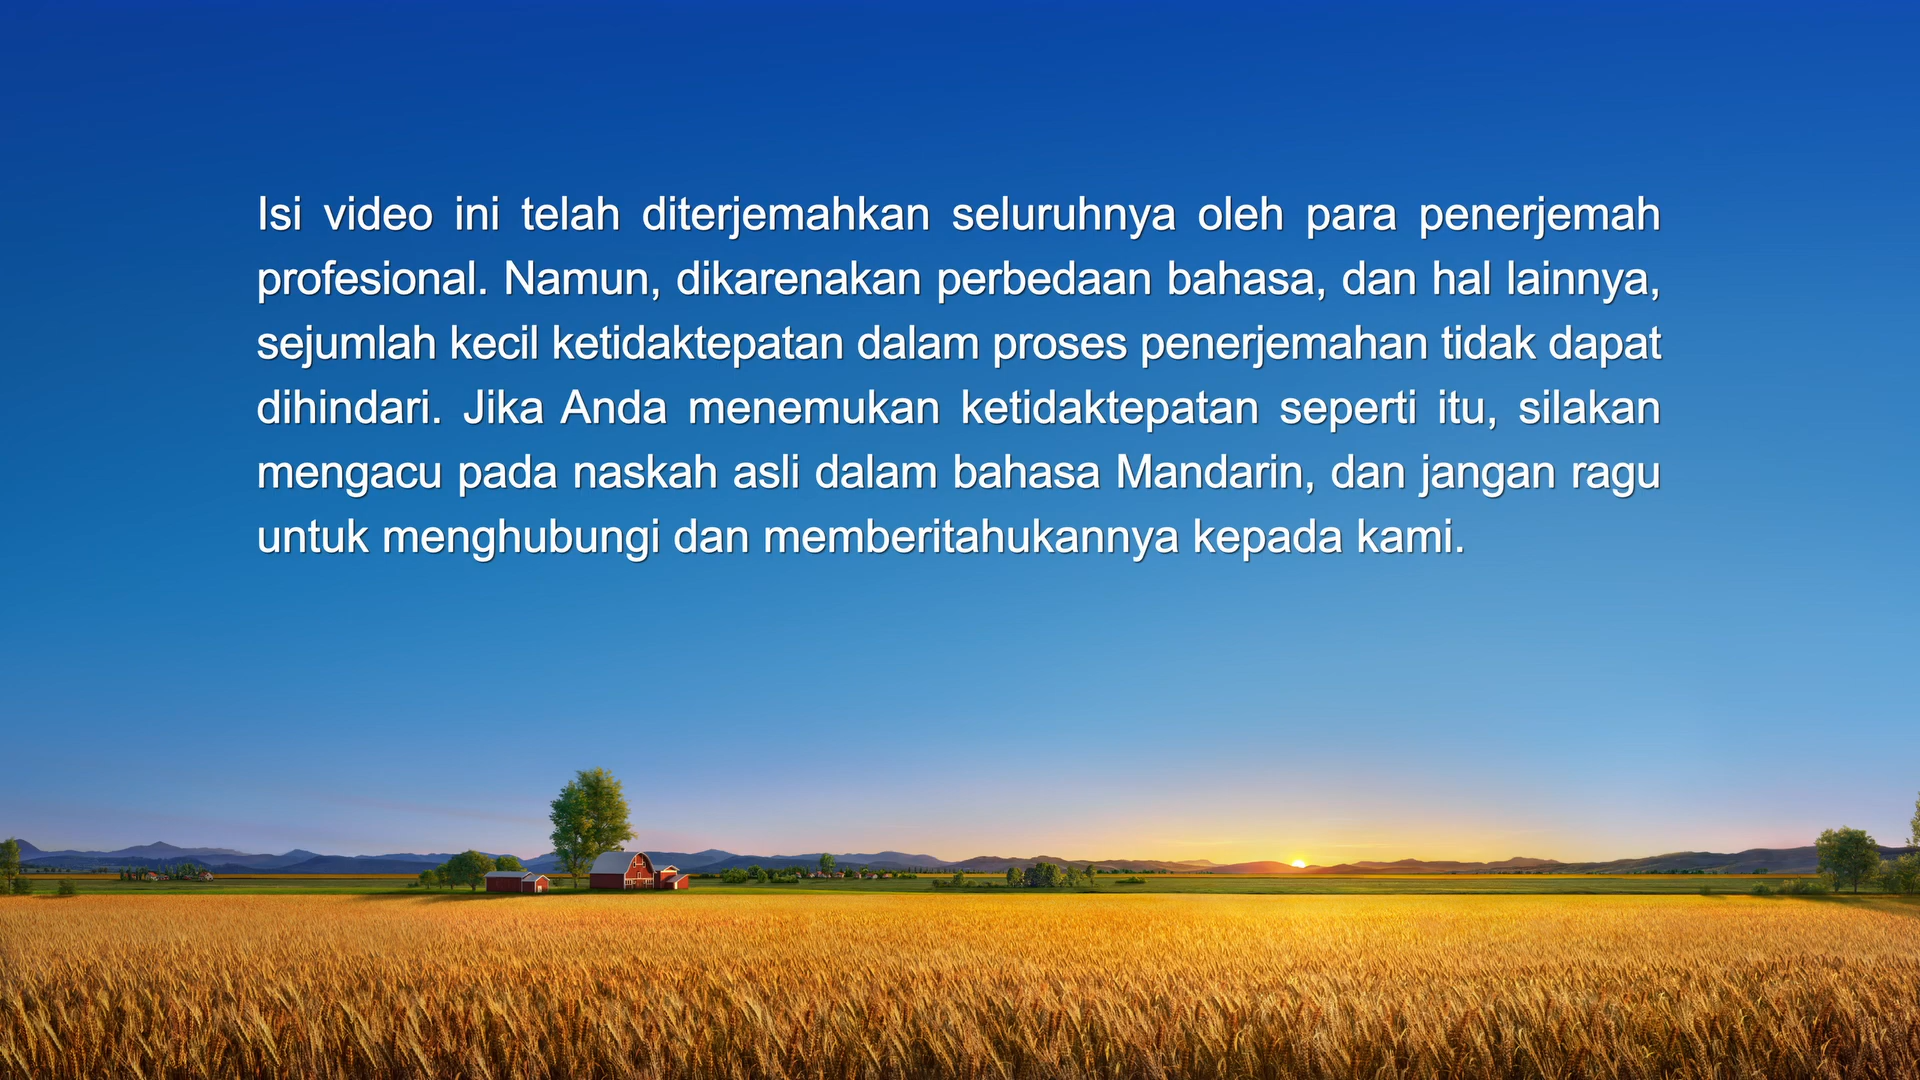 Isi video ini telah diterjemahkan seluruhnya oleh para penerjemah
profesional. Namun, dikarenakan perbedaan bahasa, dan hal lainnya,
sejumlah kecil ketidaktepatan dalam proses penerjemahan tidak dapat
dihindari. Jika Anda menemukan ketidaktepatan seperti itu, silakan
mengacu pada naskah asli dalam bahasa Mandarin, dan jangan ragu
untuk menghubungi dan memberitahukannya kepada kami.